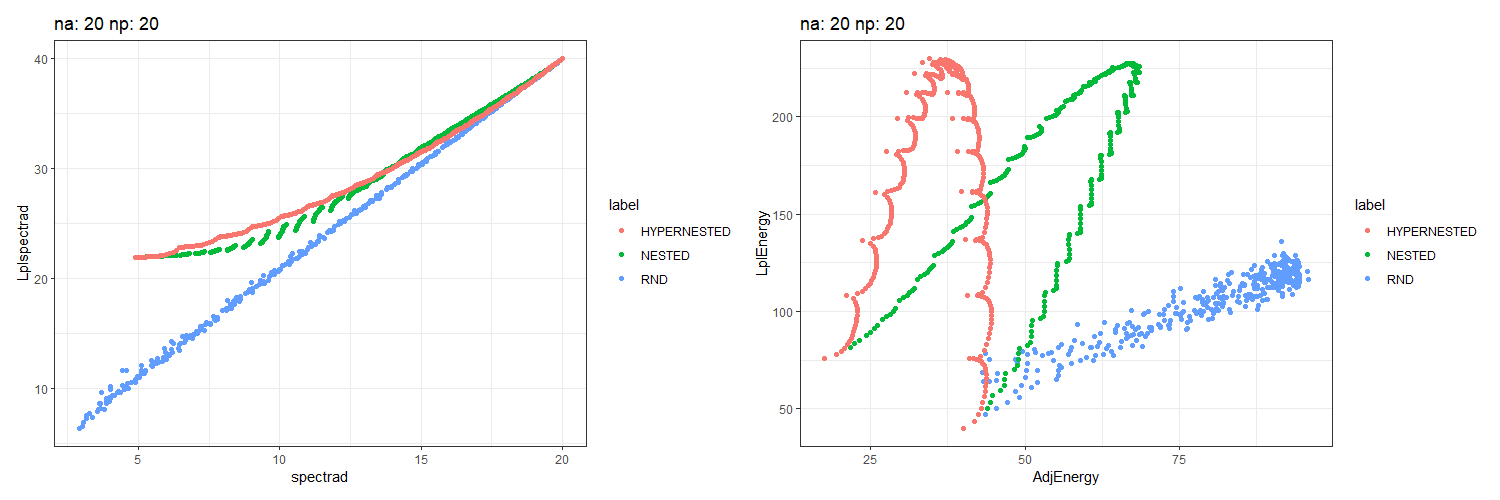 na: 20 np: 20
Lplspectrad
40
30
20
10
5
10
15
20
spectrad
label
HYPERNESTED
NESTED
RND
na: 20 np: 20
LplEnergy
200
150
100
50
25
50
75
AdjEnergy
label
HYPERNESTED
NESTED
RND